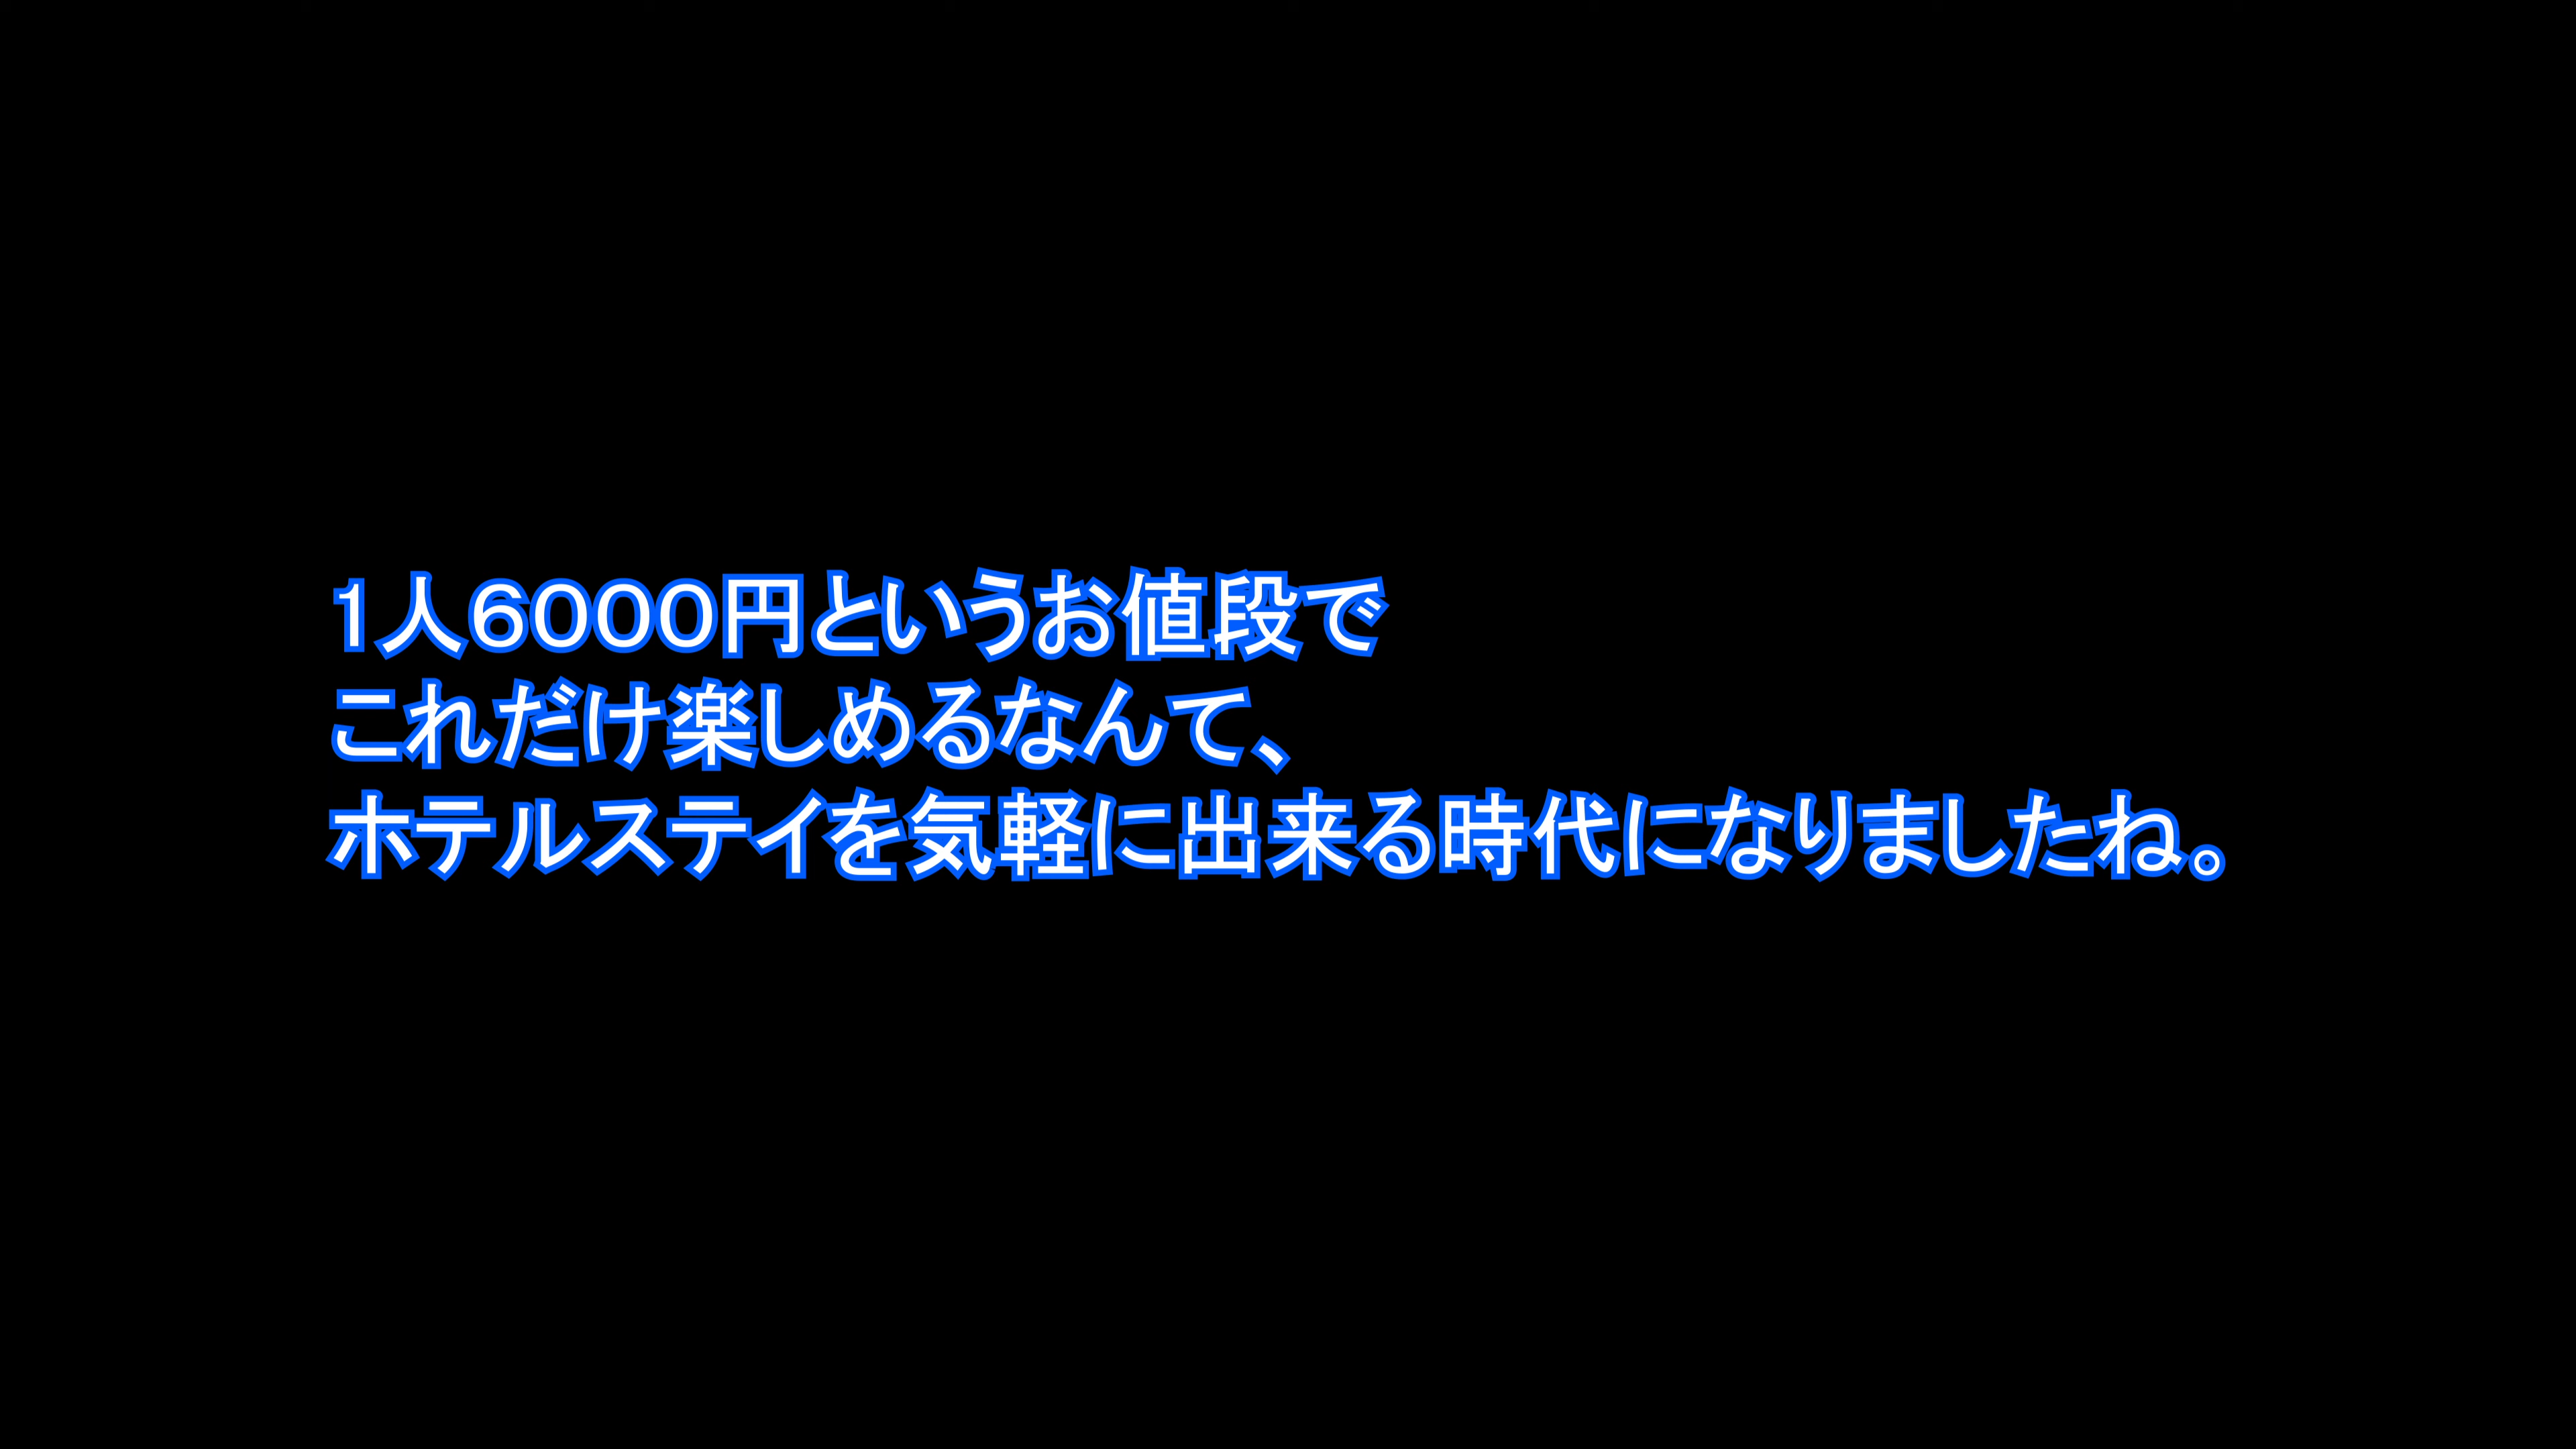 1人6000円というお値段で
これだけ楽しめるなんて、
ホテルステイを気軽に出来る時代になりましたね。